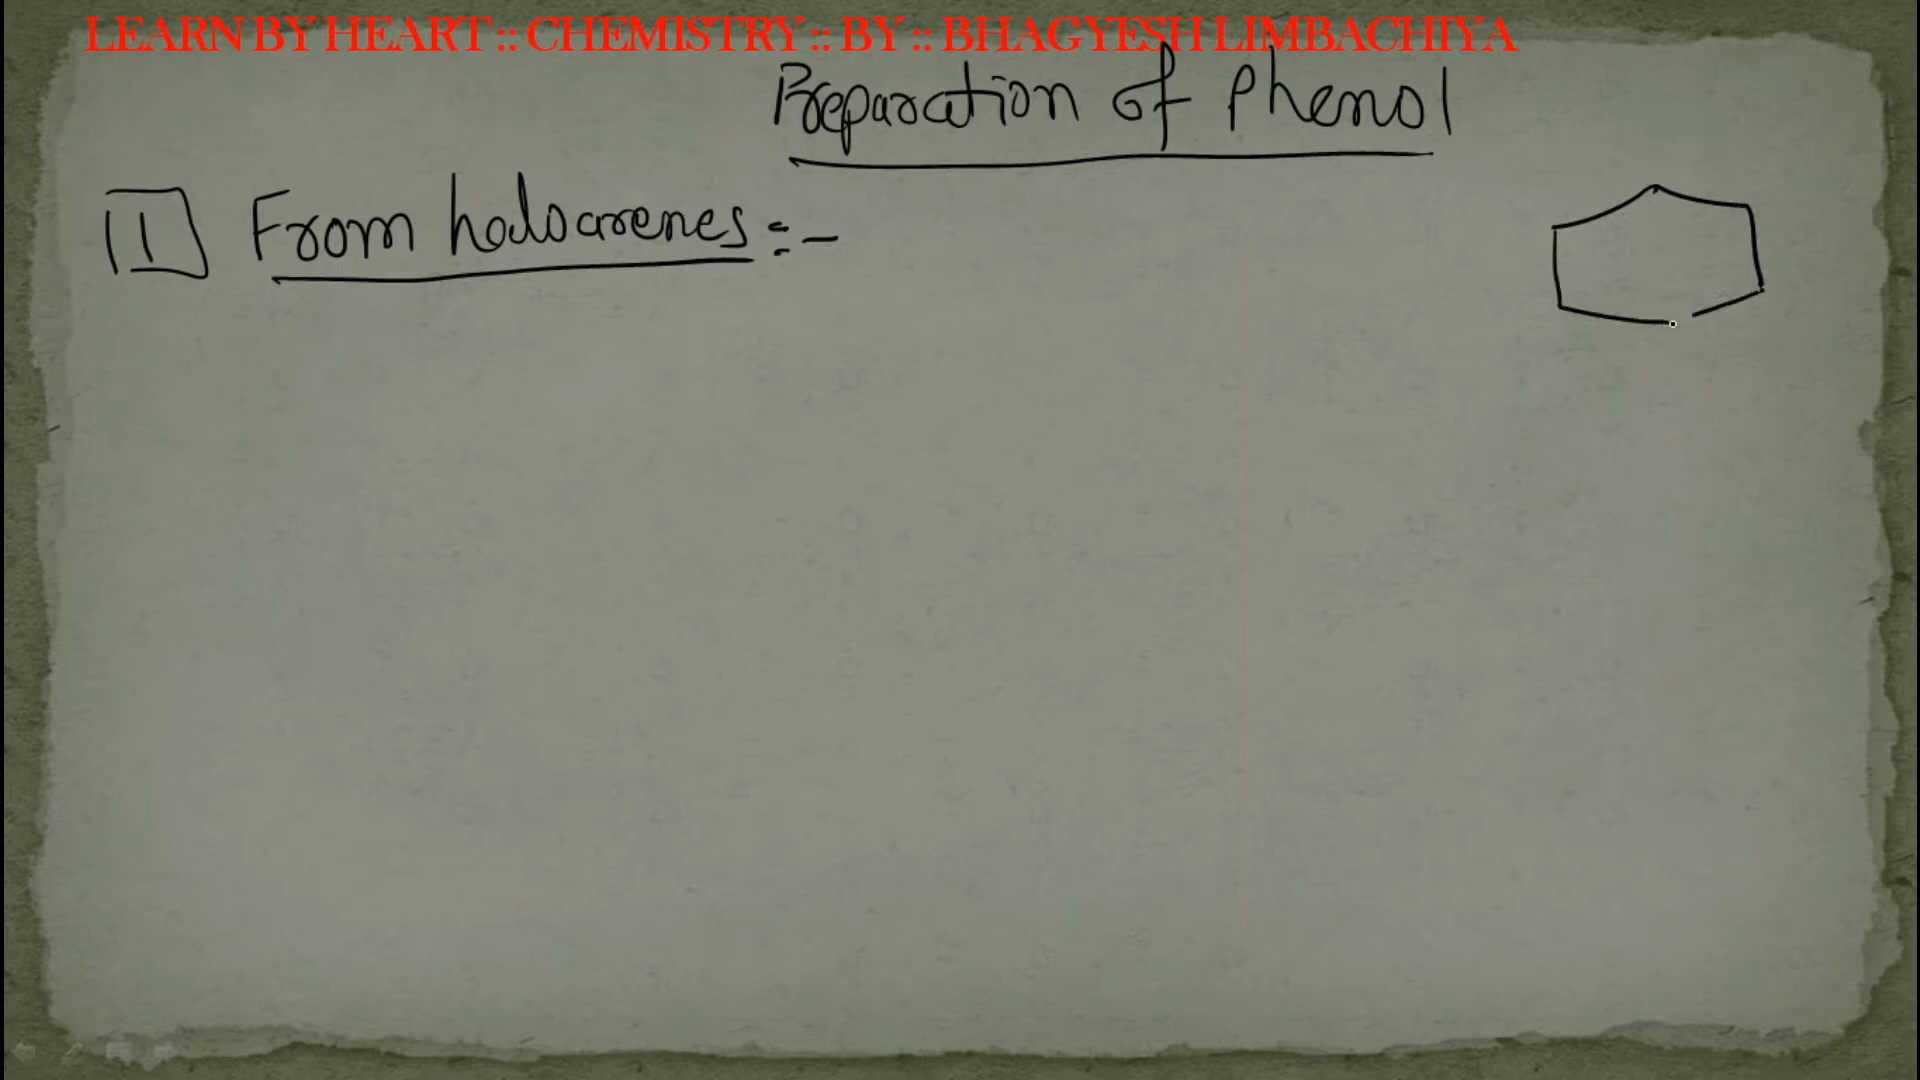 LEARN BY HEART :: CHEMISTRY :: BY :: BHAGYESH LIMBACHIYA
Preparation of Phenol
1 From haloarenes :-